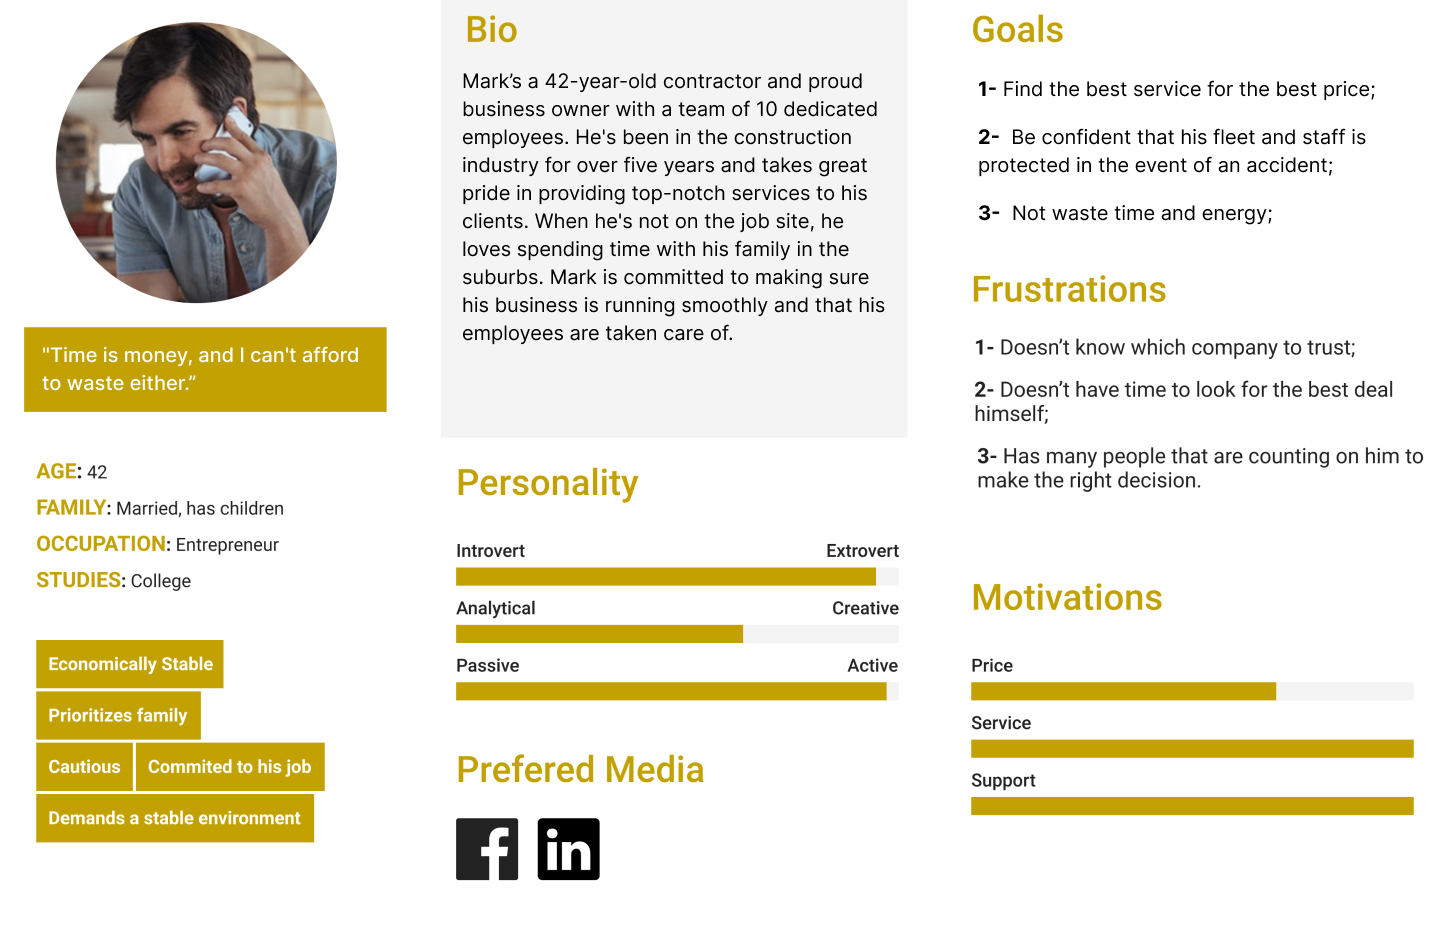 "Time is money, and I can't afford
to waste either.”
AGE: 42
FAMILY: Married, has children
OCCUPATION: Entrepreneur
STUDIES: College
Economically Stable
Prioritizes family
Cautious
Commited to his job
Demands a stable environment
Bio
Mark’s a 42-year-old contractor and proud
business owner with a team of 10 dedicated
employees. He's been in the construction
industry for over five years and takes great
pride in providing top-notch services to his
clients. When he's not on the job site, he
loves spending time with his family in the
suburbs. Mark is committed to making sure
his business is running smoothly and that his
employees are taken care of.
Personality
Introvert Extrovert
Analytical Creative
Passive Active
Prefered Media
f in
Goals
1- Find the best service for the best price;
2- Be confident that his fleet and staff is
protected in the event of an accident;
3- Not waste time and energy;
Frustrations
1- Doesn’t know which company to trust;
2- Doesn’t have time to look for the best deal
himself;
3- Has many people that are counting on him to
make the right decision.
Motivations
Price
Service
Support